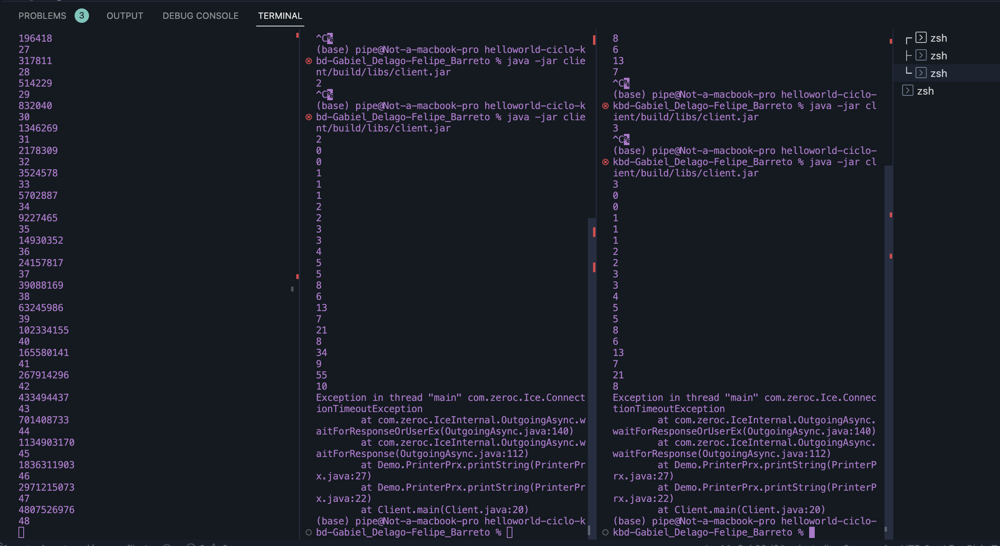 PROBLEMS 3 OUTPUT DEBUG CONSOLE TERMINAL
196418
27
317811
28
514229
29
832040
30
1346269
31
2178309
32
3524578
33
5702887
34
9227465
35
14930352
36
24157817
37
39088169
38
63245986
39
102334155
40
165580141
41
267914296
42
433494437
43
701408733
44
1134903170
45
1836311903
46
2971215073
47
4807526976
48
^C%
(base) pipe@Not-a-macbook-pro helloworld-ciclo-k
bd-Gabiel_Delago-Felipe_Barreto % java -jar clie
nt/build/libs/client.jar
2
^C%
(base) pipe@Not-a-macbook-pro helloworld-ciclo-k
bd-Gabiel_Delago-Felipe_Barreto % java -jar clie
nt/build/libs/client.jar
2
0
0
1
1
1
2
2
3
3
4
5
5
8
6
13
7
21
8
34
9
55
10
Exception in thread "main" com.zeroc.Ice.Connect
ionTimeoutException
at com.zeroc.IceInternal.OutgoingAsync.w
aitForResponseOrUserEx(OutgoingAsync.java:140)
at com.zeroc.IceInternal.OutgoingAsync.w
aitForResponse(OutgoingAsync.java:112)
at Demo.PrinterPrx.printString(PrinterPr
x.java:27)
at Demo.PrinterPrx.printString(PrinterPr
x.java:22)
at Client.main(Client.java:20)
(base) pipe@Not-a-macbook-pro helloworld-ciclo-k
bd-Gabiel_Delago-Felipe_Barreto %
8
6
13
7
^C%
(base) pipe@Not-a-macbook-pro helloworld-ciclo-
kbd-Gabiel_Delago-Felipe_Barreto % java -jar cl
ient/build/libs/client.jar
3
^C%
(base) pipe@Not-a-macbook-pro helloworld-ciclo-
kbd-Gabiel_Delago-Felipe_Barreto % java -jar cl
ient/build/libs/client.jar
3
0
0
1
1
1
2
2
3
3
4
5
5
8
6
13
7
21
8
Exception in thread "main" com.zeroc.Ice.Connec
tionTimeoutException
at com.zeroc.IceInternal.OutgoingAsync.
waitForResponseOrUserEx(OutgoingAsync.java:140)
at com.zeroc.IceInternal.OutgoingAsync.
waitForResponse(OutgoingAsync.java:112)
at Demo.PrinterPrx.printString(PrinterP
rx.java:27)
at Demo.PrinterPrx.printString(PrinterP
rx.java:22)
at Client.main(Client.java:20)
(base) pipe@Not-a-macbook-pro helloworld-ciclo-
kbd-Gabiel_Delago-Felipe_Barreto %
zsh
zsh
zsh
zsh